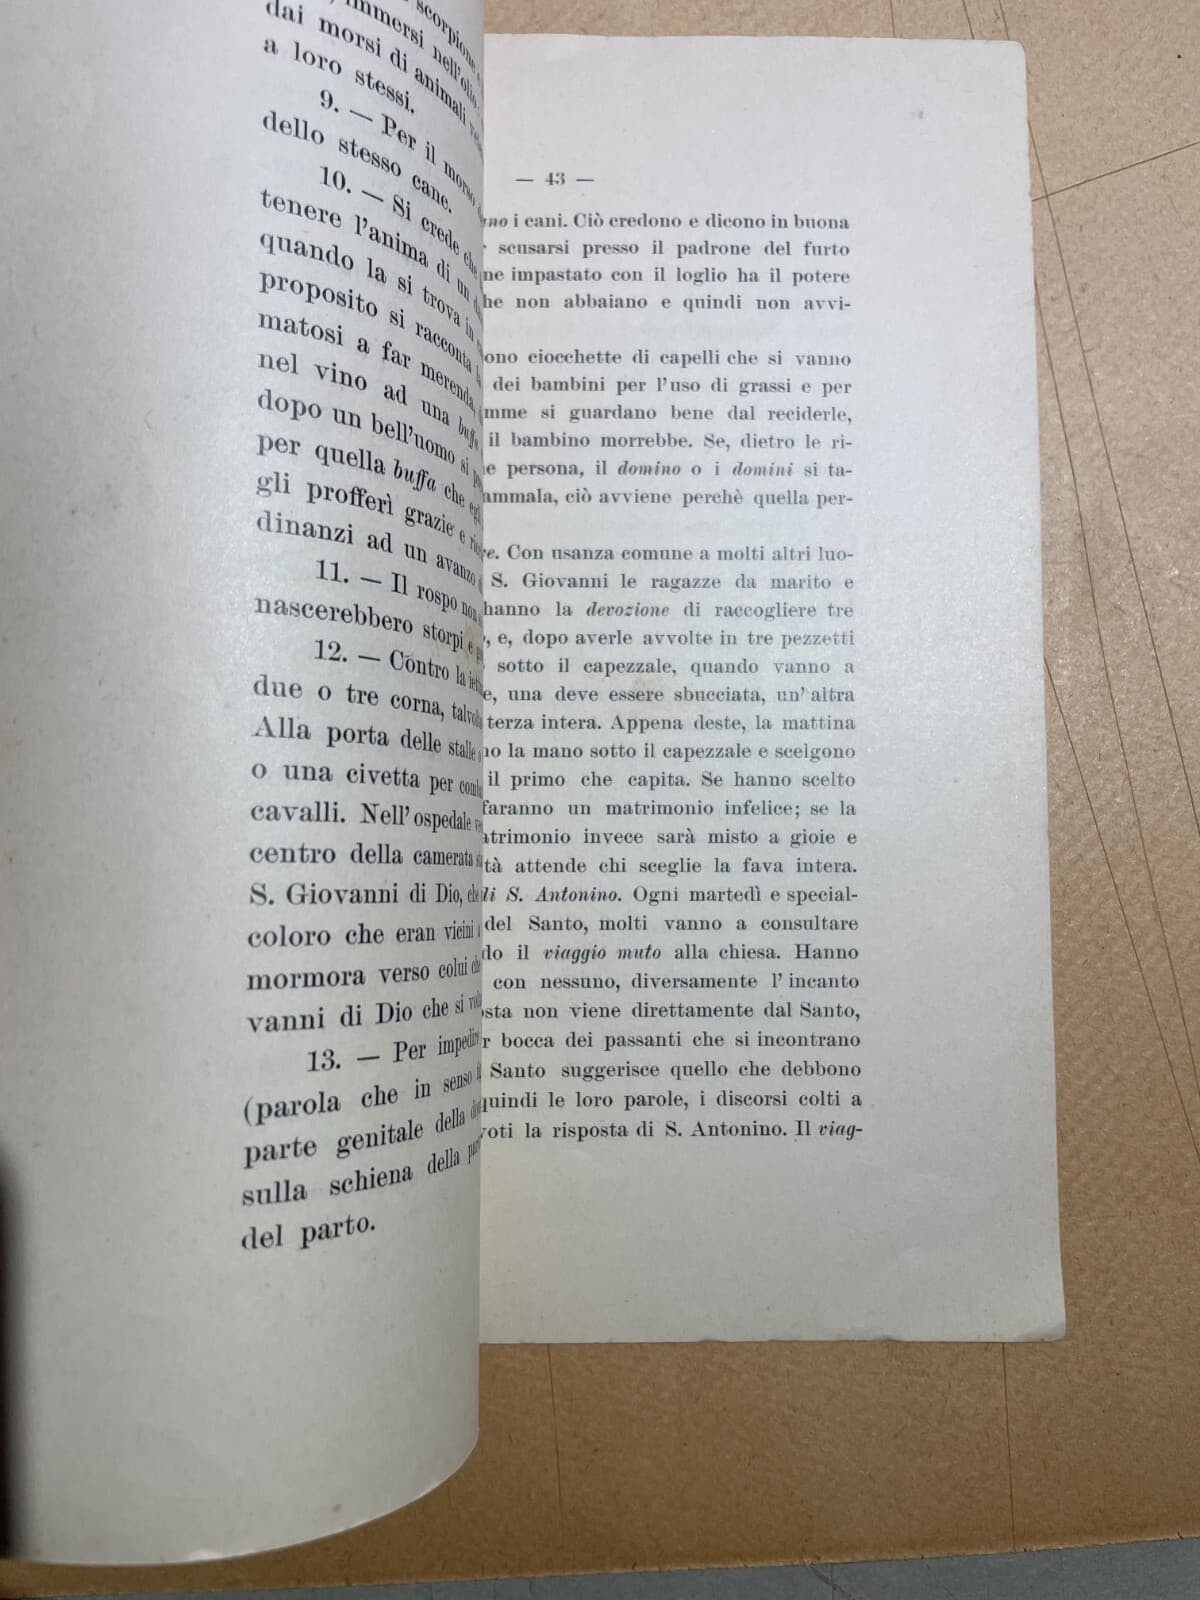 scorpione
immersi nell'olio,
dai morsi di animali
a loro stessi.
9. — Per il morso
dello stesso cane.
10. — Si crede che
tenere l'anima di un
quando la si trova in
proposito si racconta
matosi a far merenda,
nel vino ad una buffa
dopo un bell'uomo si
per quella buffa che
gli profferì grazie e
dinanzi ad un avanzo
11. — Il rospo non
nascerebbero storpi e
12. — Contro la
due o tre corna,
Alla porta delle stalle
o una civetta per
cavalli. Nell'ospedale
centro della camerata
S. Giovanni di Dio, che
coloro che eran vicini
mormora verso colui che
vanni di Dio che si
13. — Per impedire
(parola che in senso
parte genitale della
sulla schiena della
del parto.
— 43 —
i cani. Ciò credono e dicono in buona
scusarsi presso il padrone del furto
impastato con il loglio ha il potere
non abbaiano e quindi non avvi-
ciocchette di capelli che si vanno
dei bambini per l'uso di grassi e per
si guardano bene dal reciderle,
il bambino morrebbe. Se, dietro le ri-
persona, il domino o i domini si ta-
ammala, ciò avviene perchè quella per-
Con usanza comune a molti altri luo-
S. Giovanni le ragazze da marito e
hanno la devozione di raccogliere tre
e, dopo averle avvolte in tre pezzetti
sotto il capezzale, quando vanno a
una deve essere sbucciata, un'altra
terza intera. Appena deste, la mattina
la mano sotto il capezzale e scelgono
il primo che capita. Se hanno scelto
faranno un matrimonio infelice; se la
matrimonio invece sarà misto a gioie e
attende chi sceglie la fava intera.
di S. Antonino. Ogni martedì e special-
del Santo, molti vanno a consultare
il viaggio muto alla chiesa. Hanno
con nessuno, diversamente l'incanto
non viene direttamente dal Santo,
bocca dei passanti che si incontrano
Santo suggerisce quello che debbono
quindi le loro parole, i discorsi colti a
la risposta di S. Antonino. Il viag-